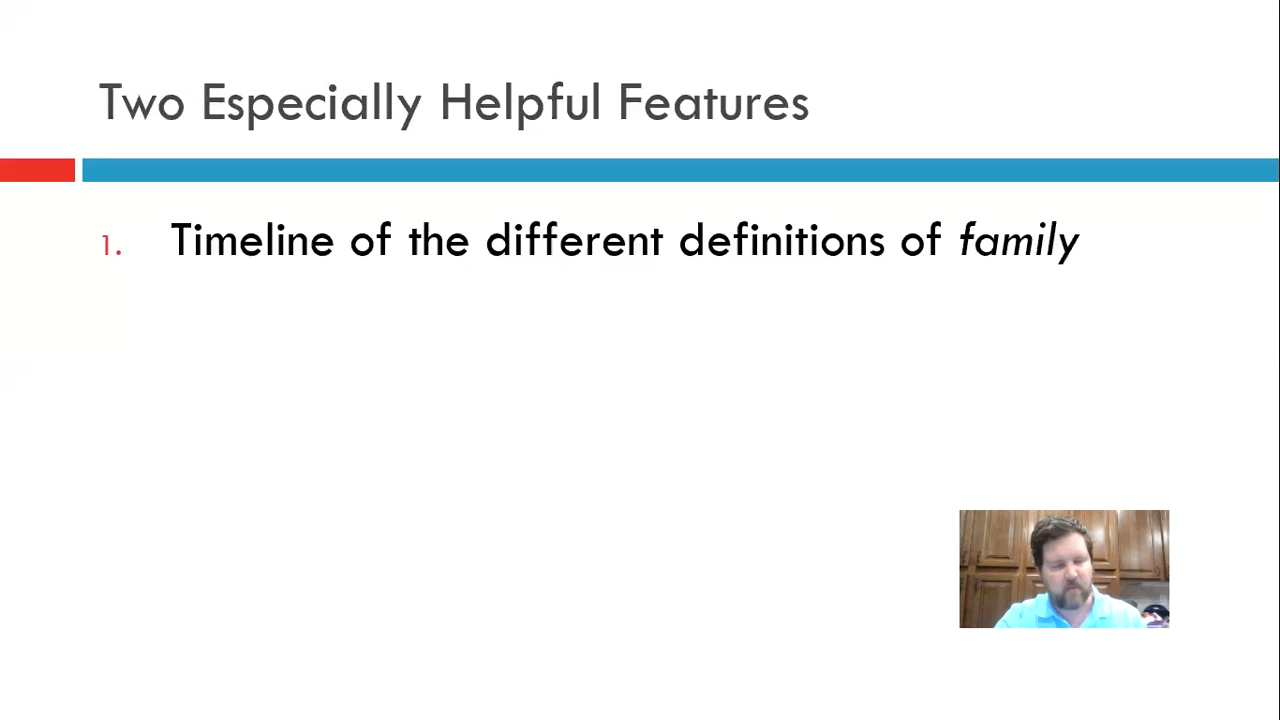 Two Especially Helpful Features
1. Timeline of the different definitions of family